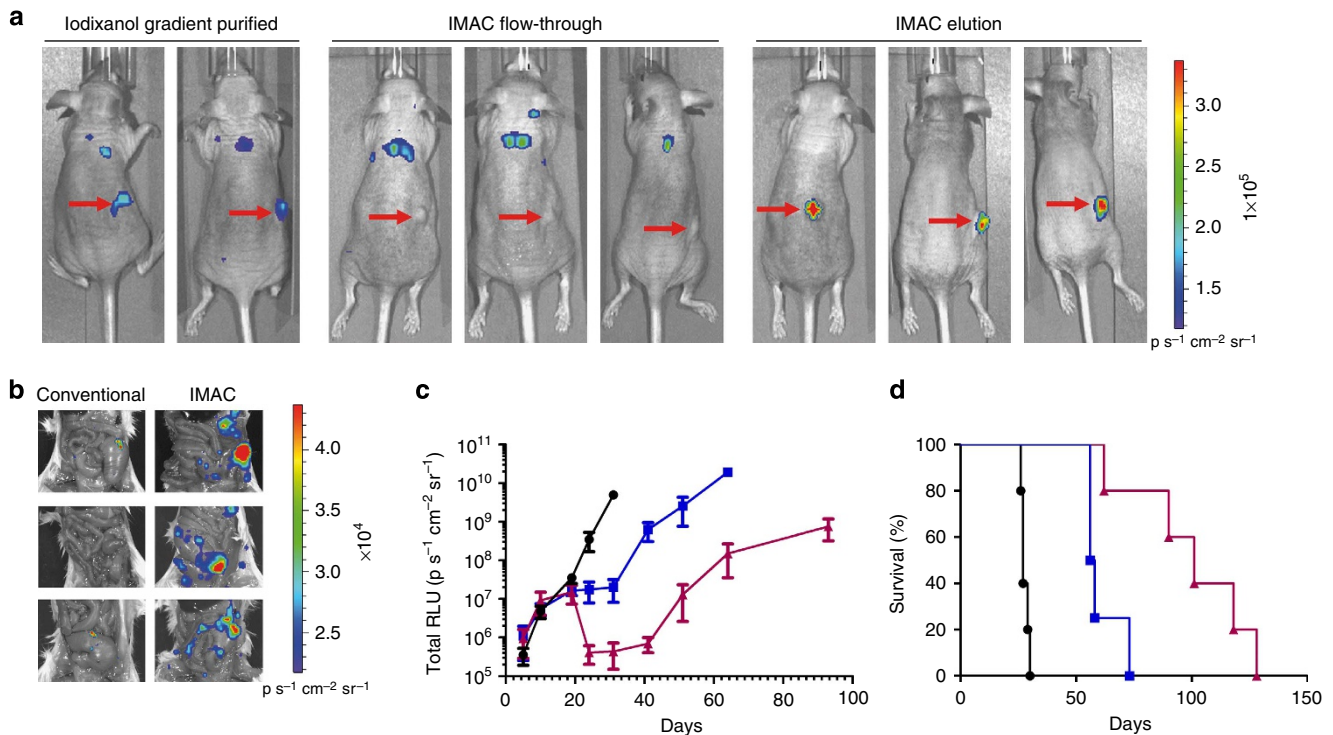 a
Iodixanol gradient purified
IMAC flow-through
IMAC elution
3.0
2.5
2.0
1.5
1×10⁵
p s⁻¹ cm⁻² sr⁻¹
b
Conventional
IMAC
4.0
3.0
2.5
×10⁴
p s⁻¹ cm⁻² sr⁻¹
c
Total RLU (p s⁻¹ cm⁻² sr⁻¹)
10¹¹
10¹⁰
10⁹
10⁸
10⁷
10⁶
10⁵
0 20 40 60 80 100
Days
d
Survival (%)
100
80
60
40
20
0
0 50 100 150
Days